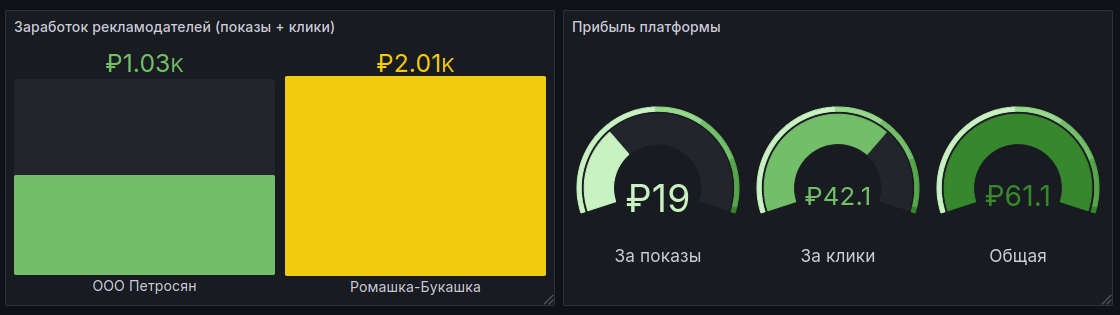 Заработок рекламодателей (показы + клики)
₽1.03K
₽2.01K
ООО Петросян
Ромашка-Букашка
Прибыль платформы
₽19
₽42.1
₽61.1
За показы
За клики
Общая